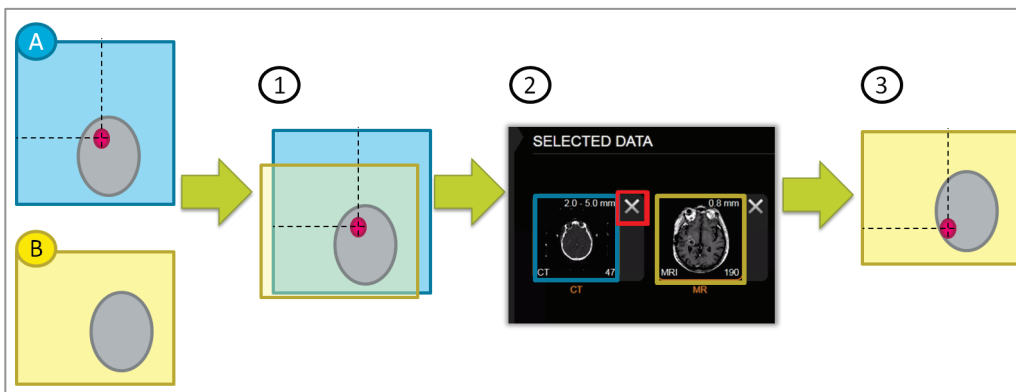 A
1
2
3
SELECTED DATA
2.0 - 5.0 mm
0.8 mm
CT
47
MRI
190
CT
MR
B